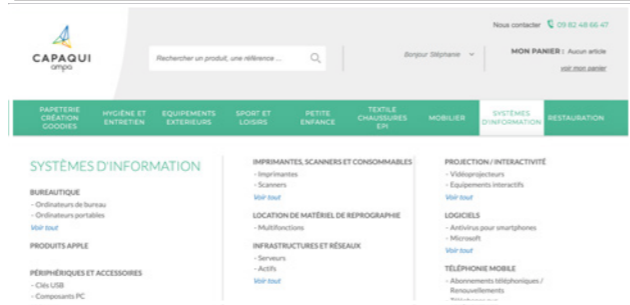 Nous contacter 09 82 48 66 47
CAPAQUI
ampa
Rechercher un produit, une référence ...
Bonjour Stéphanie
MON PANIER : Aucun article
voir mon panier
PAPETERIE CRÉATION GOODIES
HYGIÈNE ET ENTRETIEN
EQUIPEMENTS EXTERIEURS
SPORT ET LOISIRS
PETITE ENFANCE
TEXTILE CHAUSSURES EPI
MOBILIER
SYSTÈMES D'INFORMATION
RESTAURATION
SYSTÈMES D'INFORMATION
BUREAUTIQUE
- Ordinateurs de bureau
- Ordinateurs portables
Voir tout
PRODUITS APPLE
PÉRIPHÉRIQUES ET ACCESSOIRES
- Clés USB
- Composants PC
IMPRIMANTES, SCANNERS ET CONSOMMABLES
- Imprimantes
- Scanners
Voir tout
LOCATION DE MATÉRIEL DE REPROGRAPHIE
- Multifonctions
INFRASTRUCTURES ET RÉSEAUX
- Serveurs
- Actifs
Voir tout
PROJECTION / INTERACTIVITÉ
- Vidéoprojecteurs
- Equipements interactifs
Voir tout
LOGICIELS
- Antivirus pour smartphones
- Microsoft
Voir tout
TÉLÉPHONIE MOBILE
- Abonnements téléphoniques /
Renouvellements